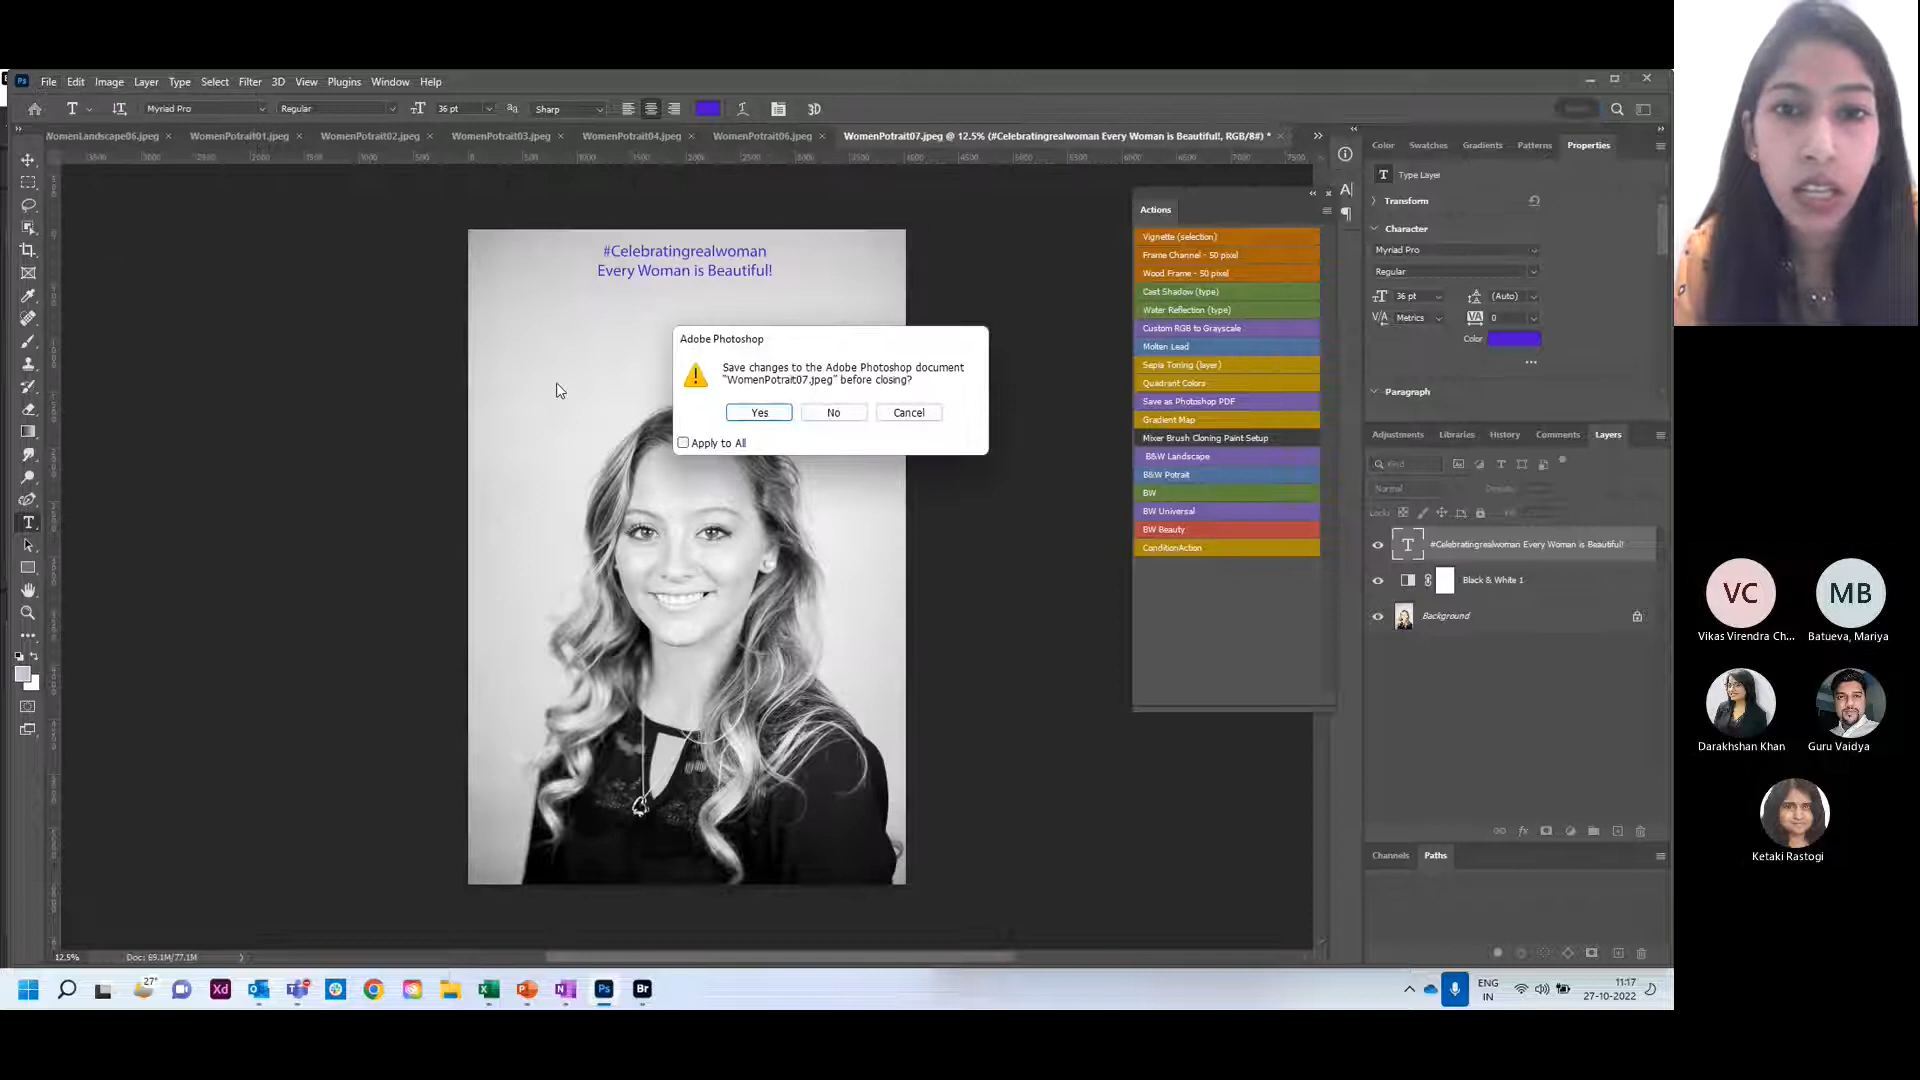 File Edit Image Layer Type Select Filter 3D View Plugins Window Help
Myriad Pro Regular 36 pt Sharp 3D
WomenLandscape06.jpeg WomenPotrait01.jpeg WomenPotrait02.jpeg WomenPotrait03.jpeg WomenPotrait04.jpeg WomenPotrait06.jpeg WomenPotrait07.jpeg @ 12.5% (#Celebratingrealwoman Every Woman is Beautiful!, RGB/8#) *
#Celebratingrealwoman
Every Woman is Beautiful!
Adobe Photoshop
Save changes to the Adobe Photoshop document
"WomenPotrait07.jpeg" before closing?
Yes No Cancel
Apply to All
Actions
Vignette (selection)
Frame Channel - 50 pixel
Wood Frame - 50 pixel
Cast Shadow (type)
Water Reflection (type)
Custom RGB to Grayscale
Molten Lead
Sepia Toning (layer)
Quadrant Colors
Save as Photoshop PDF
Gradient Map
Mixer Brush Cloning Paint Setup
B&W Landscape
B&W Potrait
BW
BW Universal
BW Beauty
ConditionAction
Color Swatches Gradients Patterns Properties
Type Layer
Transform
Character
Myriad Pro
Regular
36 pt (Auto)
Metrics 0
Color
Paragraph
Adjustments Libraries History Comments Layers
Kind
Normal
#Celebratingrealwoman Every Woman is Beautiful!
Black & White 1
Background
Channels Paths
12.5% Doc: 69.1M/77.1M
27°
ENG
IN
11:17
27-10-2022
VC
Vikas Virendra Ch...
MB
Batueva, Mariya
Darakhshan Khan
Guru Vaidya
Ketaki Rastogi